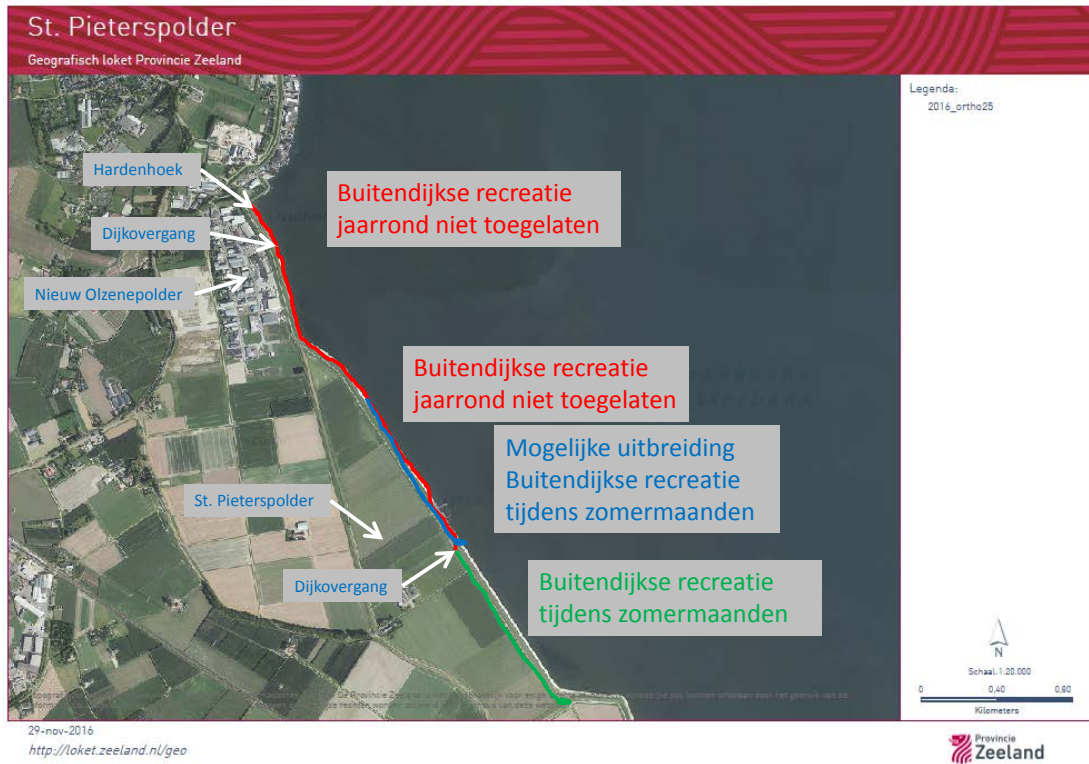 St. Pieterspolder
Geografisch loket Provincie Zeeland
Legenda:
2016_ortho25
Hardenhoek
Buitendijkse recreatie
jaarrond niet toegelaten
Dijkovergang
Nieuw Olzenepolder
Buitendijkse recreatie
jaarrond niet toegelaten
Mogelijke uitbreiding
Buitendijkse recreatie
tijdens zomermaanden
St. Pieterspolder
Dijkovergang
Buitendijkse recreatie
tijdens zomermaanden
N
Schaal 1:20.000
0 0,40 0,80
Kilometers
De Provincie
29-nov-2016
http://loket.zeeland.nl/geo
Provincie
Zeeland